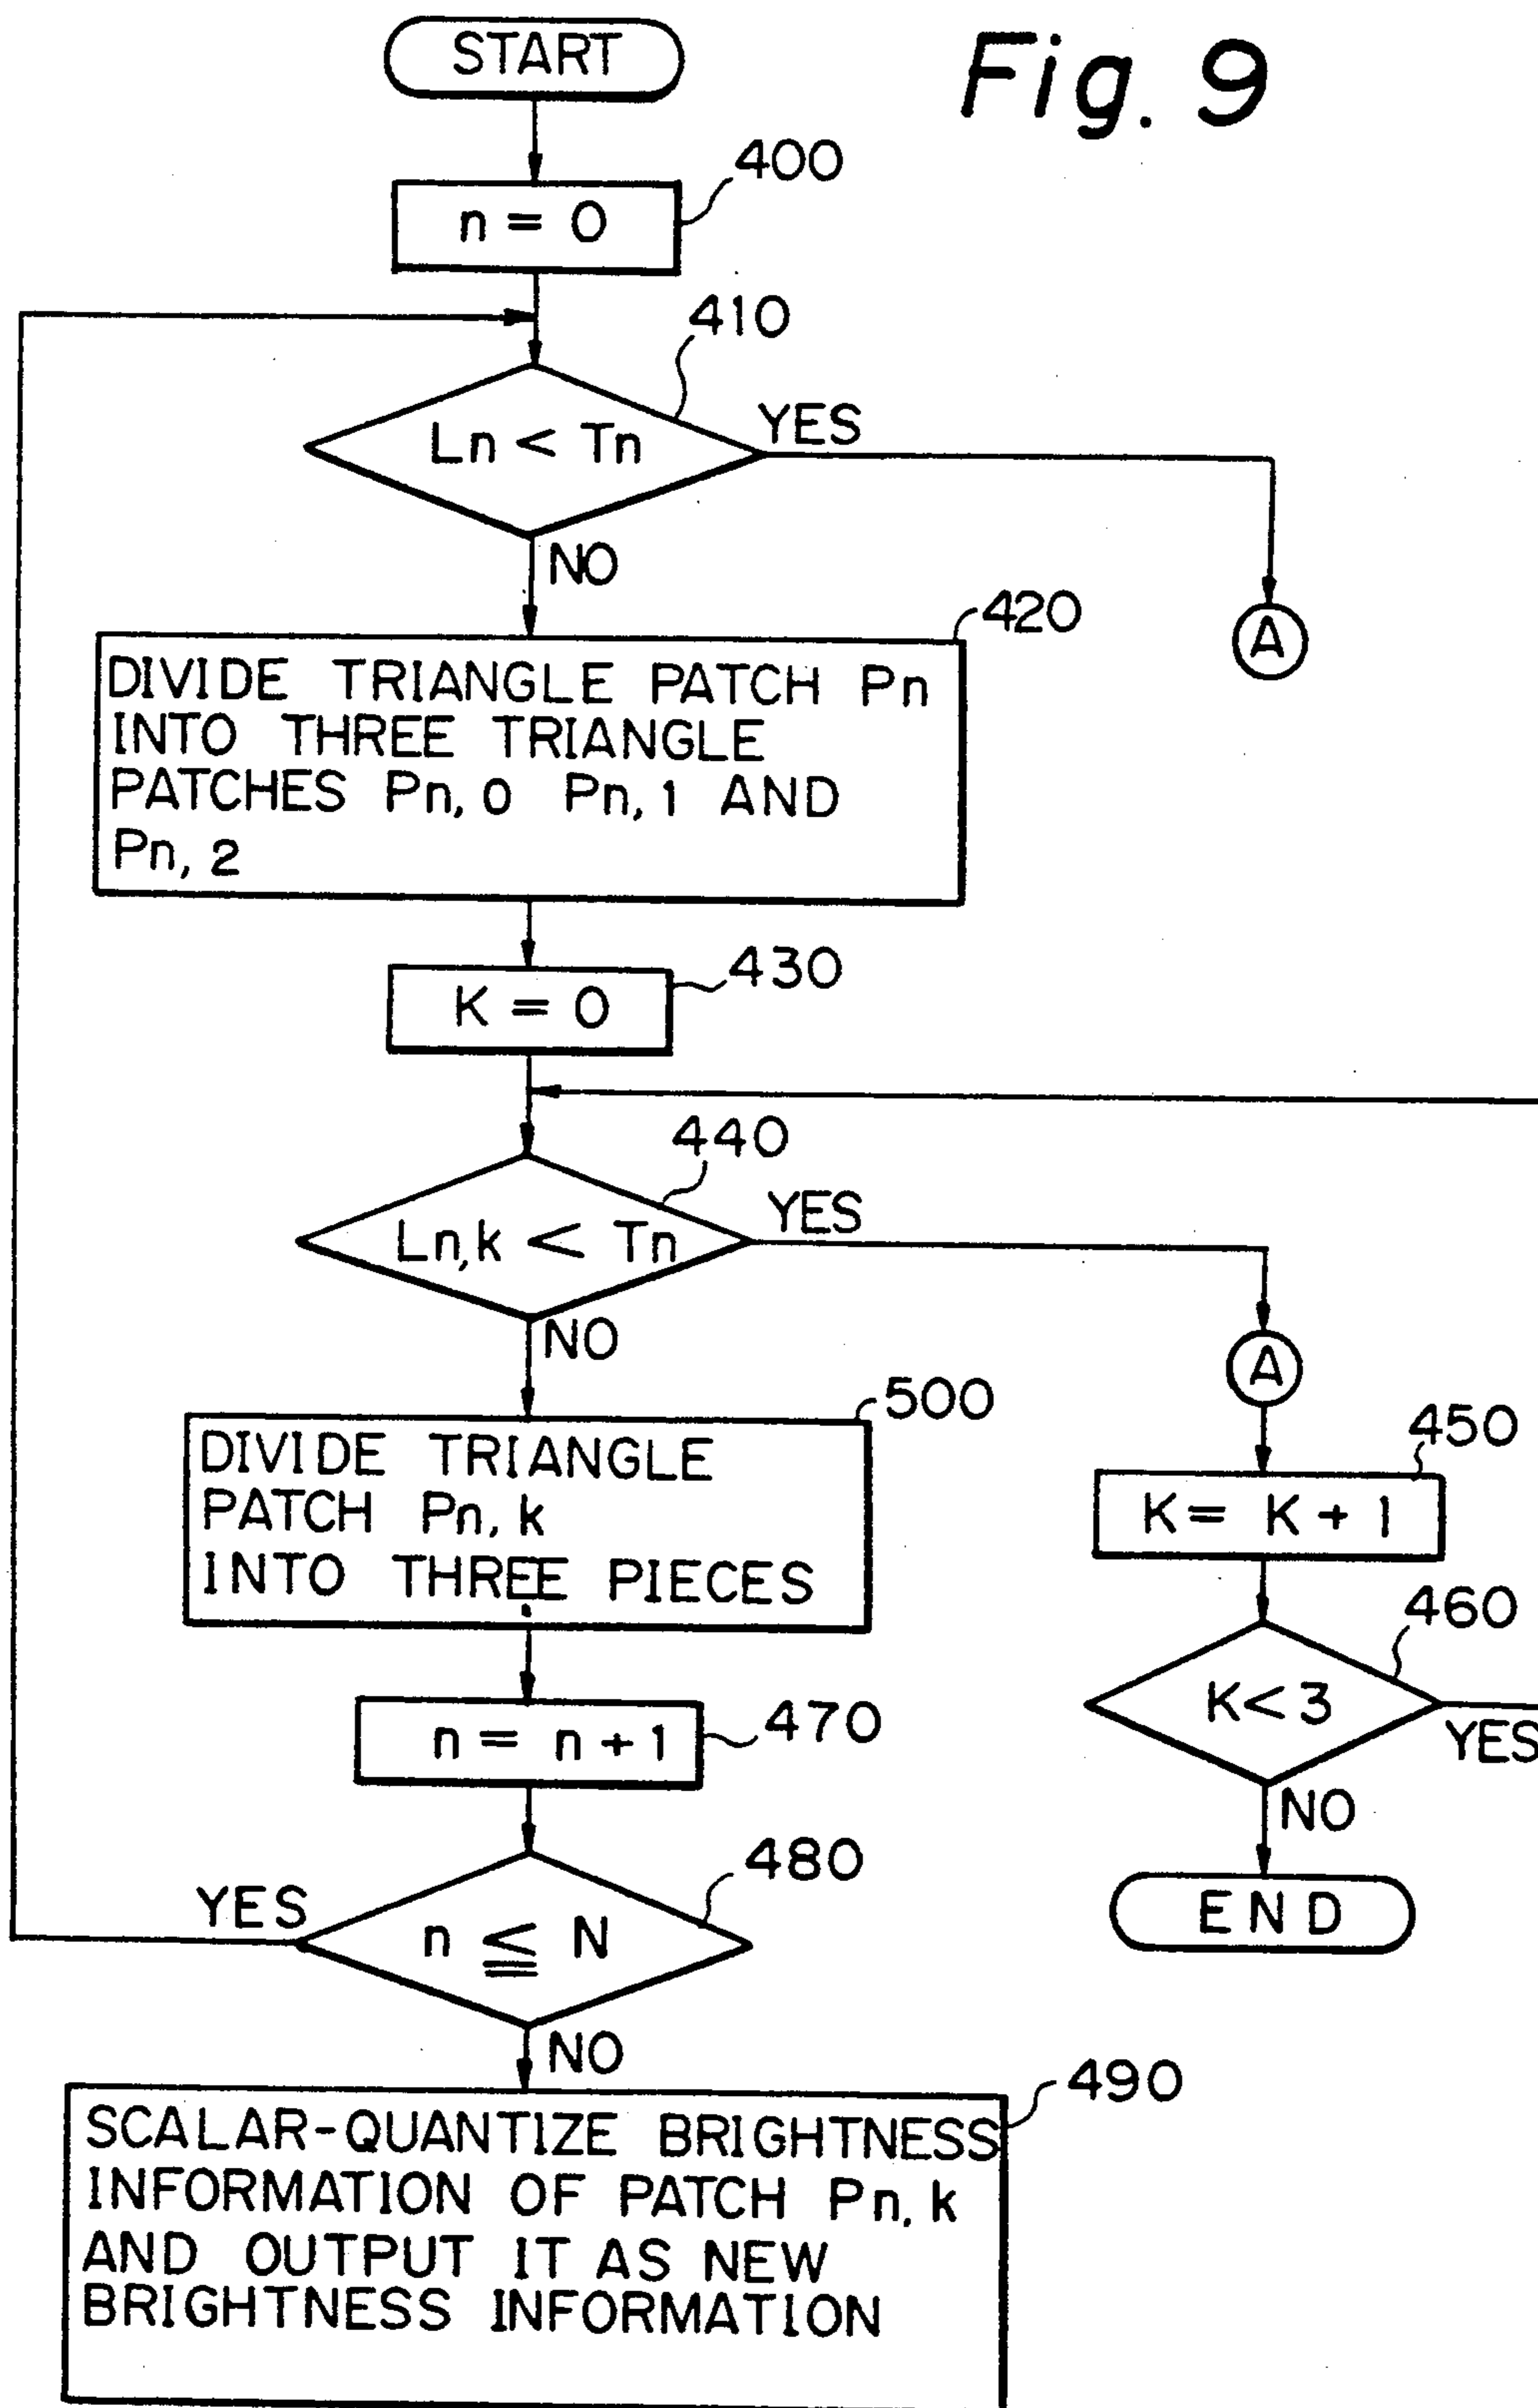 START
Fig. 9
400
n = 0
410
Ln < Tn
YES
NO
A
420
DIVIDE TRIANGLE PATCH Pn
INTO THREE TRIANGLE
PATCHES Pn, 0 Pn, 1 AND
Pn, 2
430
K = 0
440
Ln,k < Tn
YES
NO
A
500
DIVIDE TRIANGLE
PATCH Pn, k
INTO THREE PIECES
450
K = K + 1
460
K < 3
YES
NO
END
470
n = n + 1
480
n ≦ N
YES
NO
490
SCALAR-QUANTIZE BRIGHTNESS
INFORMATION OF PATCH Pn, k
AND OUTPUT IT AS NEW
BRIGHTNESS INFORMATION